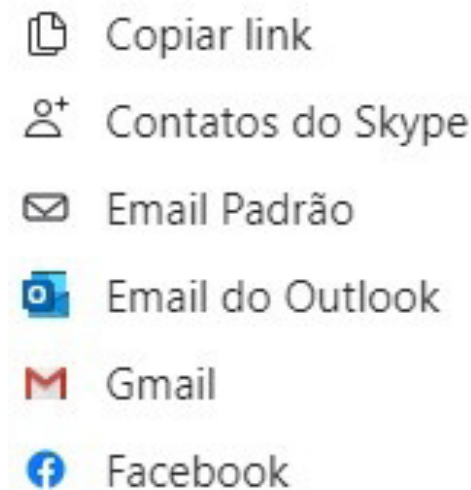 Copiar link
Contatos do Skype
Email Padrão
Email do Outlook
Gmail
Facebook